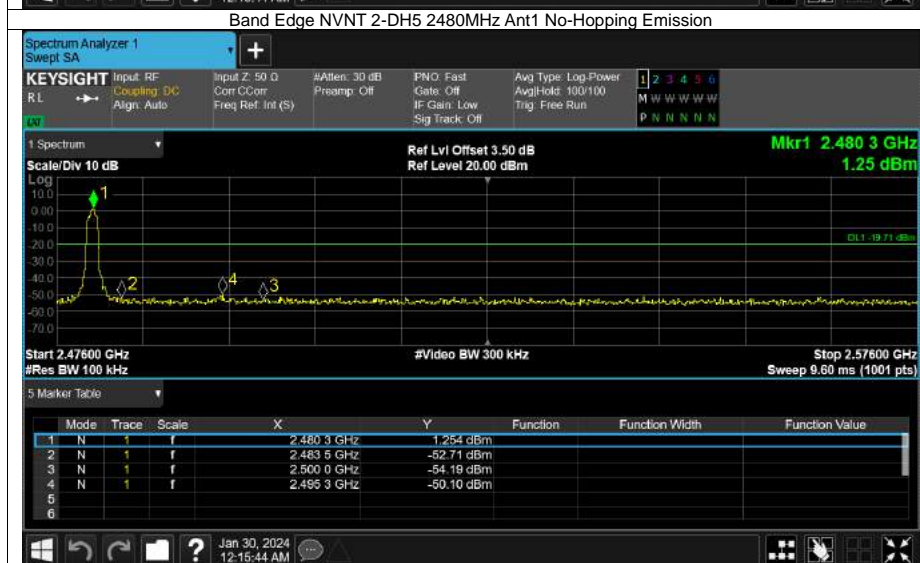 Band Edge NVNT 2-DH5 2480MHz Ant1 No-Hopping Emission
Spectrum Analyzer 1
Swept SA
+
KEYSIGHT Input: RF Input Z: 50 Ω #Atten: 30 dB PNO: Fast Avg Type: Log-Power 1 2 3 4 5 6
RL Coupling: DC Corr CCorr Preamp: Off Gate: Off Avg|Hold: 100/100 M W W W W W
Align: Auto Freq Ref: Int (S) IF Gain: Low Trig: Free Run
Sig Track: Off P N N N N N
LXI
1 Spectrum Ref Lvl Offset 3.50 dB Mkr1 2.480 3 GHz
Scale/Div 10 dB Ref Level 20.00 dBm 1.25 dBm
Log
10.0
1
0.00
-10.0
DL1 -19.71 dBm
-20.0
-30.0
-40.0
2 4 3
-50.0
-60.0
-70.0
Start 2.47600 GHz #Video BW 300 kHz Stop 2.57600 GHz
#Res BW 100 kHz Sweep 9.60 ms (1001 pts)
5 Marker Table
Mode Trace Scale X Y Function Function Width Function Value
1 N 1 f 2.480 3 GHz 1.254 dBm
2 N 1 f 2.483 5 GHz -52.71 dBm
3 N 1 f 2.500 0 GHz -54.19 dBm
4 N 1 f 2.495 3 GHz -50.10 dBm
5
6
? Jan 30, 2024
12:15:44 AM